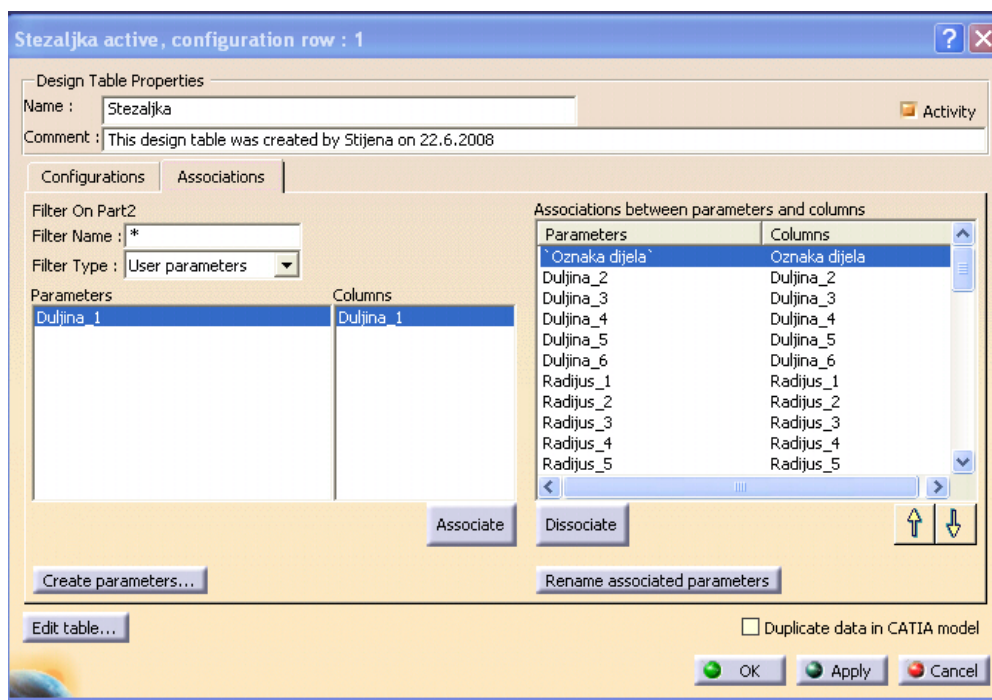 Stezaljka active, configuration row : 1
Design Table Properties
Name : Stezaljka
Activity
Comment : This design table was created by Stijena on 22.6.2008
Configurations Associations
Filter On Part2
Filter Name : *
Filter Type : User parameters
Parameters Columns
Duljina_1 Duljina_1
Associate
Create parameters...
Associations between parameters and columns
Parameters Columns
`Oznaka dijela` Oznaka dijela
Duljina_2 Duljina_2
Duljina_3 Duljina_3
Duljina_4 Duljina_4
Duljina_5 Duljina_5
Duljina_6 Duljina_6
Radijus_1 Radijus_1
Radijus_2 Radijus_2
Radijus_3 Radijus_3
Radijus_4 Radijus_4
Radijus_5 Radijus_5
Dissociate
Rename associated parameters
Edit table...
Duplicate data in CATIA model
OK Apply Cancel